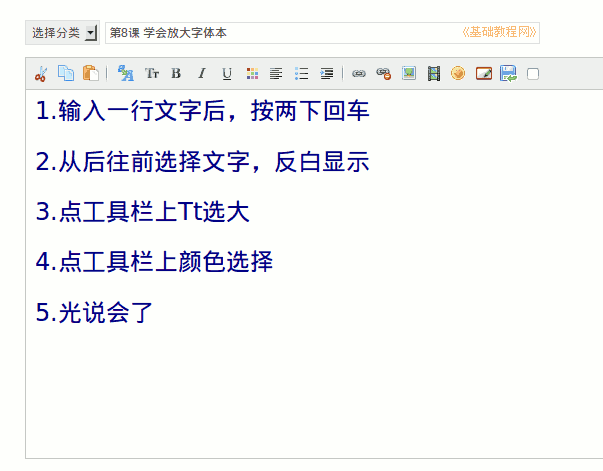 选择分类 第8课 学会放大字体本 《基础教程网》
Tt B I U
1.输入一行文字后，按两下回车
2.从后往前选择文字，反白显示
3.点工具栏上Tt选大
4.点工具栏上颜色选择
5.光说会了